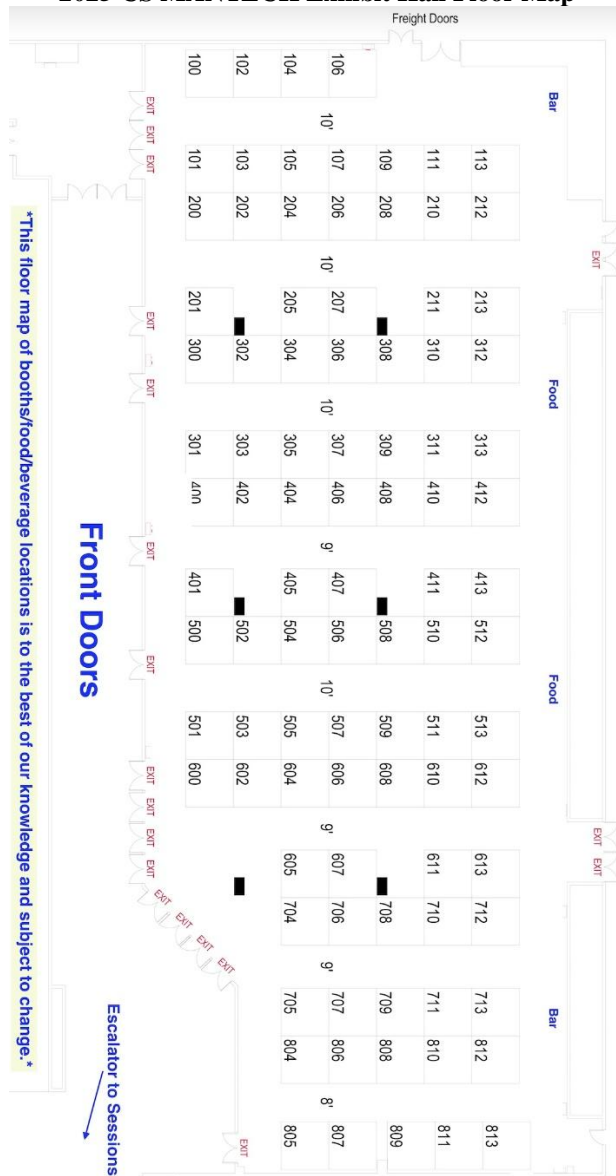 CS MANTECH Exhibit Hall Floor Map
Freight Doors
100 102 104 106
Bar
EXIT
EXIT
EXIT
10'
101 103 105 107 109 111 113
200 202 204 206 208 210 212
EXIT
10'
201 205 207 211 213
EXIT
300 302 304 306 308 310 312
EXIT
Food
10'
301 303 305 307 309 311 313
400 402 404 406 408 410 412
EXIT
9'
401 405 407 411 413
500 502 504 506 508 510 512
EXIT
Food
10'
501 503 505 507 509 511 513
600 602 604 606 608 610 612
EXIT
EXIT
EXIT
EXIT
9'
EXIT
EXIT
605 607 611 613
704 706 708 710 712
EXIT
EXIT
EXIT
EXIT
9'
705 707 709 711 713
Bar
804 806 808 810 812
8'
805 807 809 811 813
EXIT
Front Doors
Escalator to Sessions
*This floor map of booths/food/beverage locations is to the best of our knowledge and subject to change.*